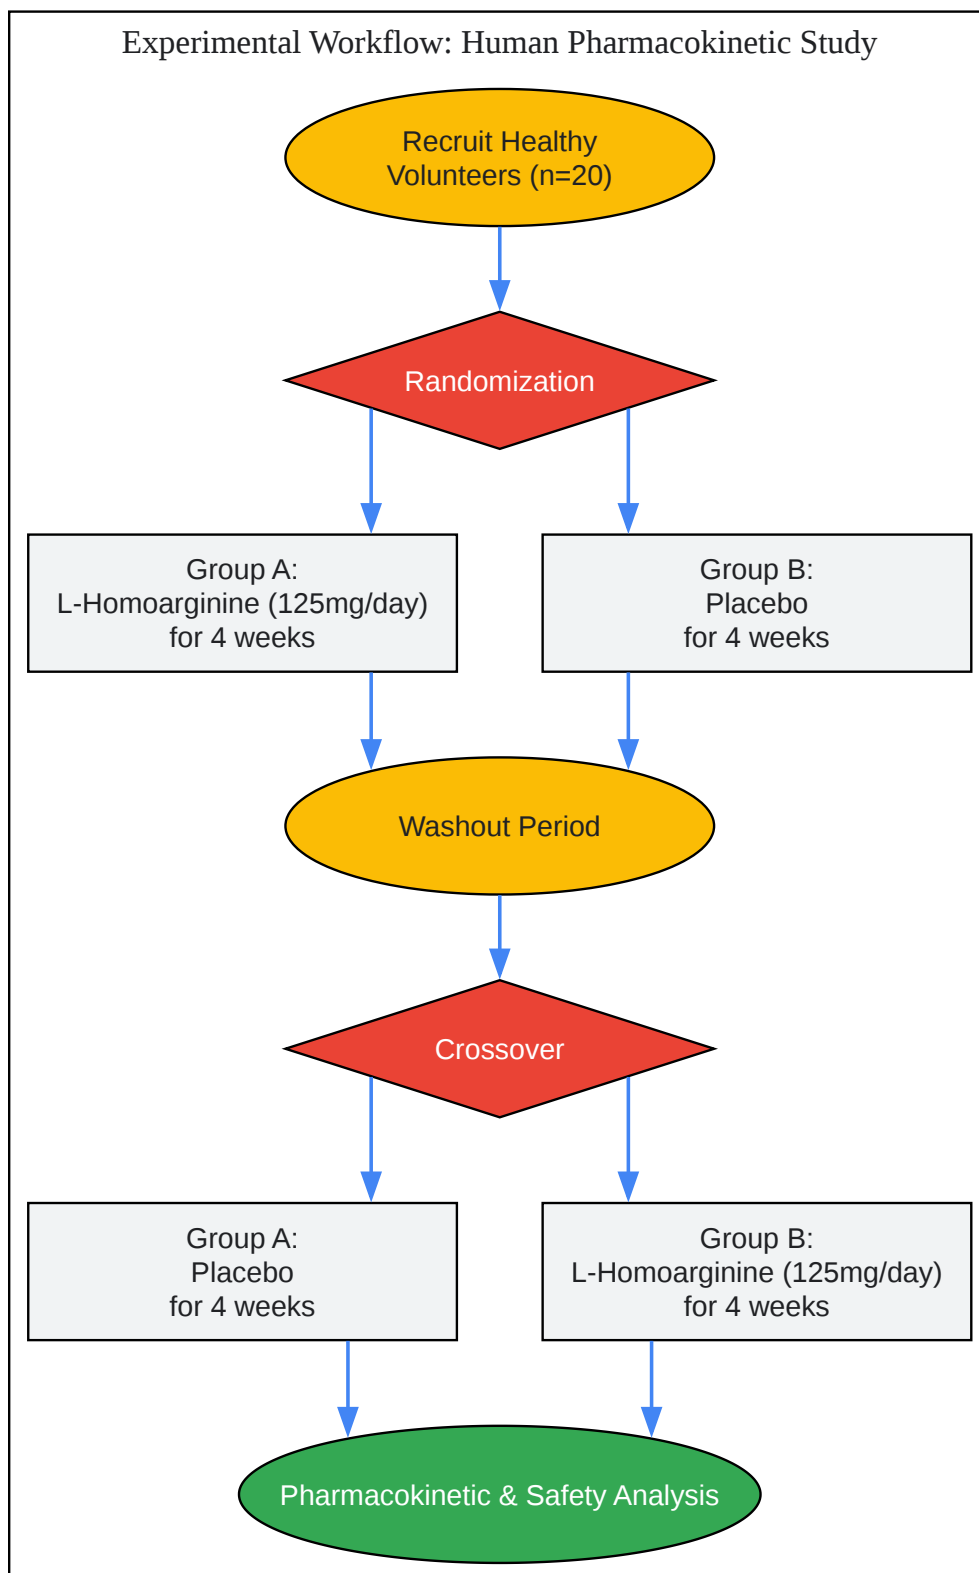 Experimental Workflow: Human Pharmacokinetic Study
Recruit Healthy
Volunteers (n=20)
Randomization
Group A:
L-Homoarginine (125mg/day)
for 4 weeks
Group B:
Placebo
for 4 weeks
Washout Period
Crossover
Group A:
Placebo
for 4 weeks
Group B:
L-Homoarginine (125mg/day)
for 4 weeks
Pharmacokinetic & Safety Analysis